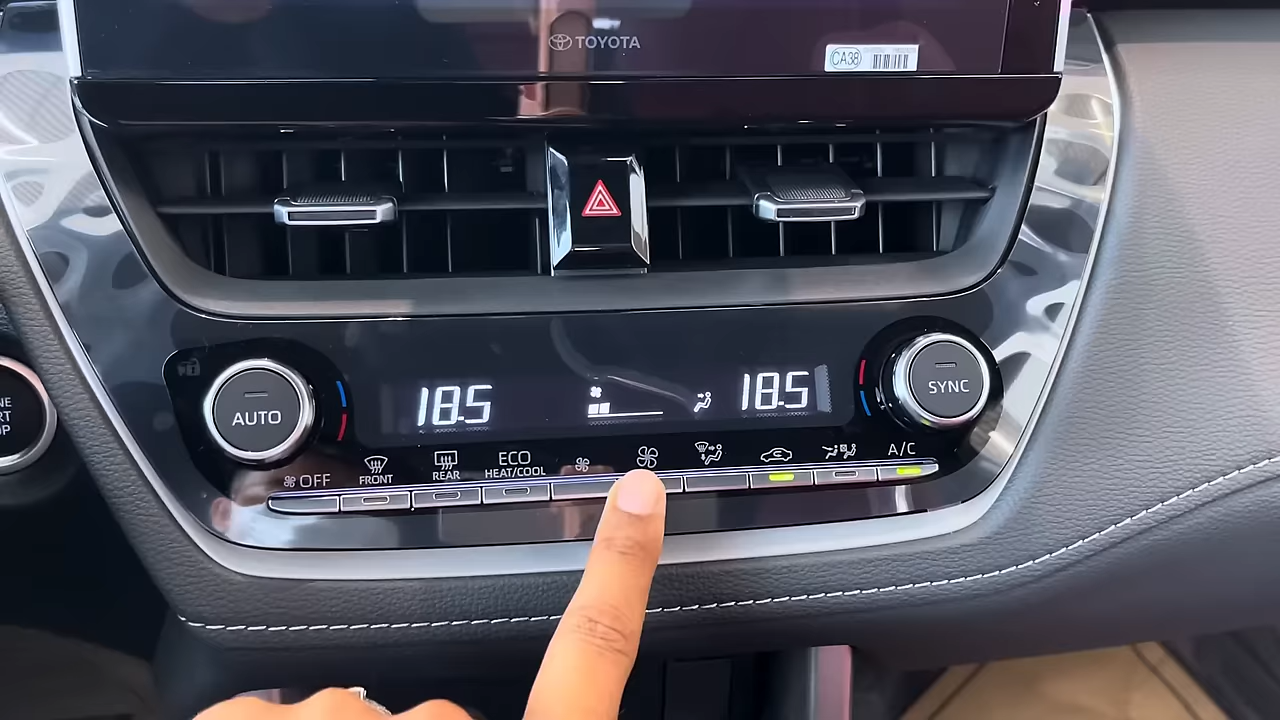 TOYOTA
CA38
AUTO
18.5
18.5
SYNC
OFF
FRONT
REAR
ECO
HEAT/COOL
A/C